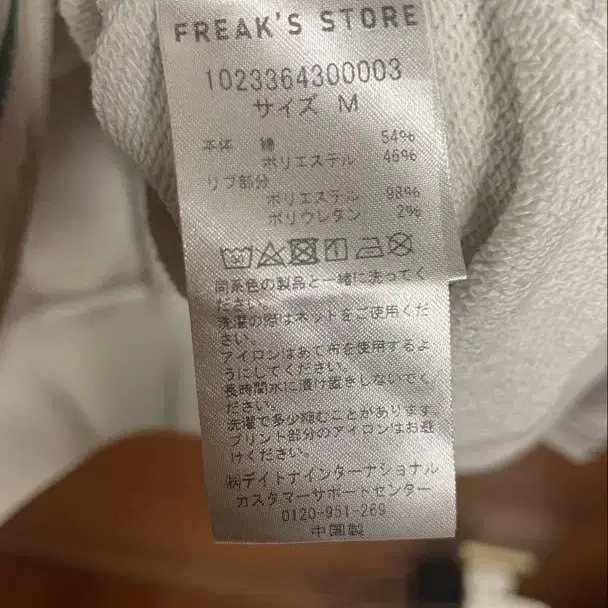 FREAK'S STORE
1023364300003
サイズ M
本体 綿 54%
ポリエステル 46%
リブ部分
ポリエステル 98%
ポリウレタン 2%
同系色の製品と一緒に洗ってく
ださい。
洗濯の際はネットをご使用くだ
さい。
アイロンはあて布を使用するよ
うにしてください。
長時間水に漬け置きしないでく
ださい。
洗濯で多少縮むことがあります。
プリント部分のアイロンはお避
けください。
㈱デイトナインターナショナル
カスタマーサポートセンター
0120-951-269
中国製